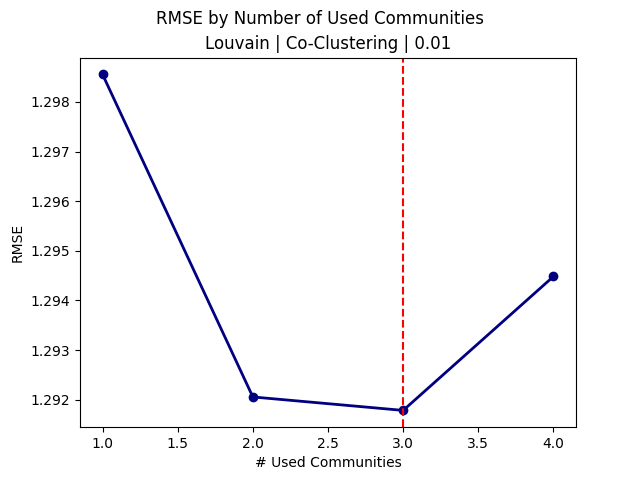 RMSE by Number of Used Communities
Louvain | Co-Clustering | 0.01
1.298
1.297
1.296
1.295
1.294
1.293
1.292
RMSE
1.0 1.5 2.0 2.5 3.0 3.5 4.0
# Used Communities